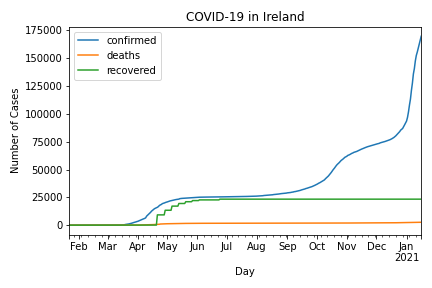 COVID-19 in Ireland
175000
150000
125000
100000
75000
50000
25000
0
Number of Cases
confirmed
deaths
recovered
Feb Mar Apr May Jun Jul Aug Sep Oct Nov Dec Jan
2021
Day